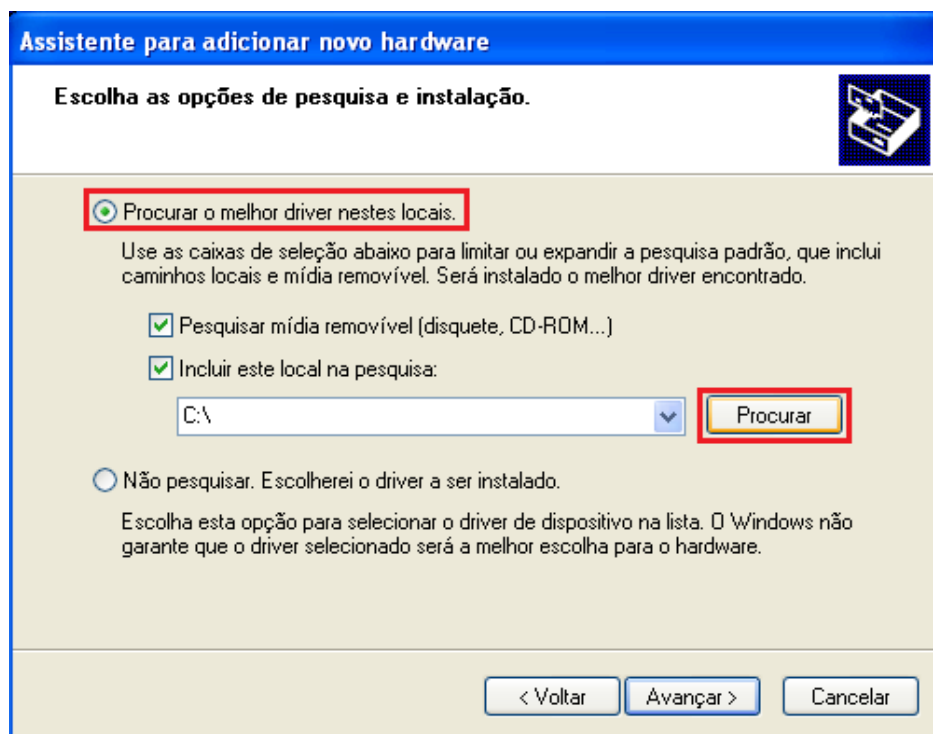 Assistente para adicionar novo hardware
Escolha as opções de pesquisa e instalação.
Procurar o melhor driver nestes locais.
Use as caixas de seleção abaixo para limitar ou expandir a pesquisa padrão, que inclui
caminhos locais e mídia removível. Será instalado o melhor driver encontrado.
Pesquisar mídia removível (disquete, CD-ROM...)
Incluir este local na pesquisa:
C:\
Procurar
Não pesquisar. Escolherei o driver a ser instalado.
Escolha esta opção para selecionar o driver de dispositivo na lista. O Windows não
garante que o driver selecionado será a melhor escolha para o hardware.
< Voltar
Avançar >
Cancelar